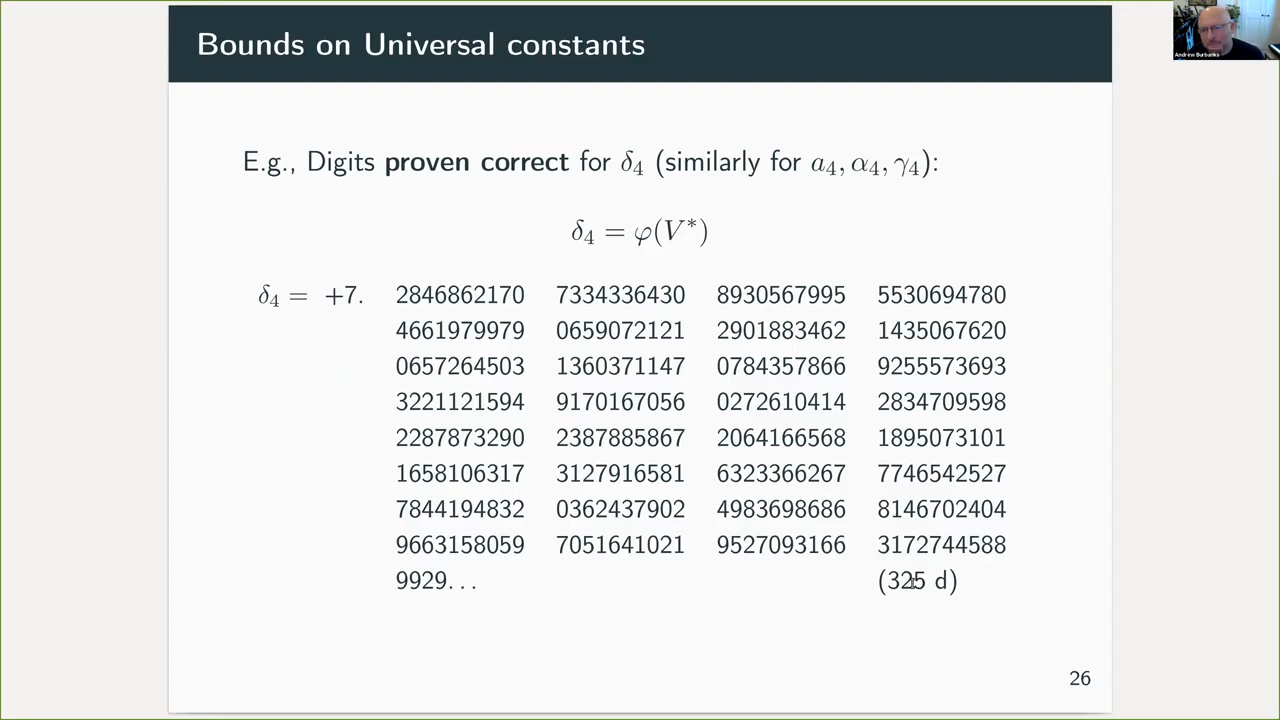 Bounds on Universal constants
Andrew Burbanks
E.g., Digits proven correct for δ₄ (similarly for a₄, α₄, γ₄):
δ₄ = φ(V*)
δ₄ = +7. 2846862170 7334336430 8930567995 5530694780
4661979979 0659072121 2901883462 1435067620
0657264503 1360371147 0784357866 9255573693
3221121594 9170167056 0272610414 2834709598
2287873290 2387885867 2064166568 1895073101
1658106317 3127916581 6323366267 7746542527
7844194832 0362437902 4983698686 8146702404
9663158059 7051641021 9527093166 3172744588
9929... (325 d)
26